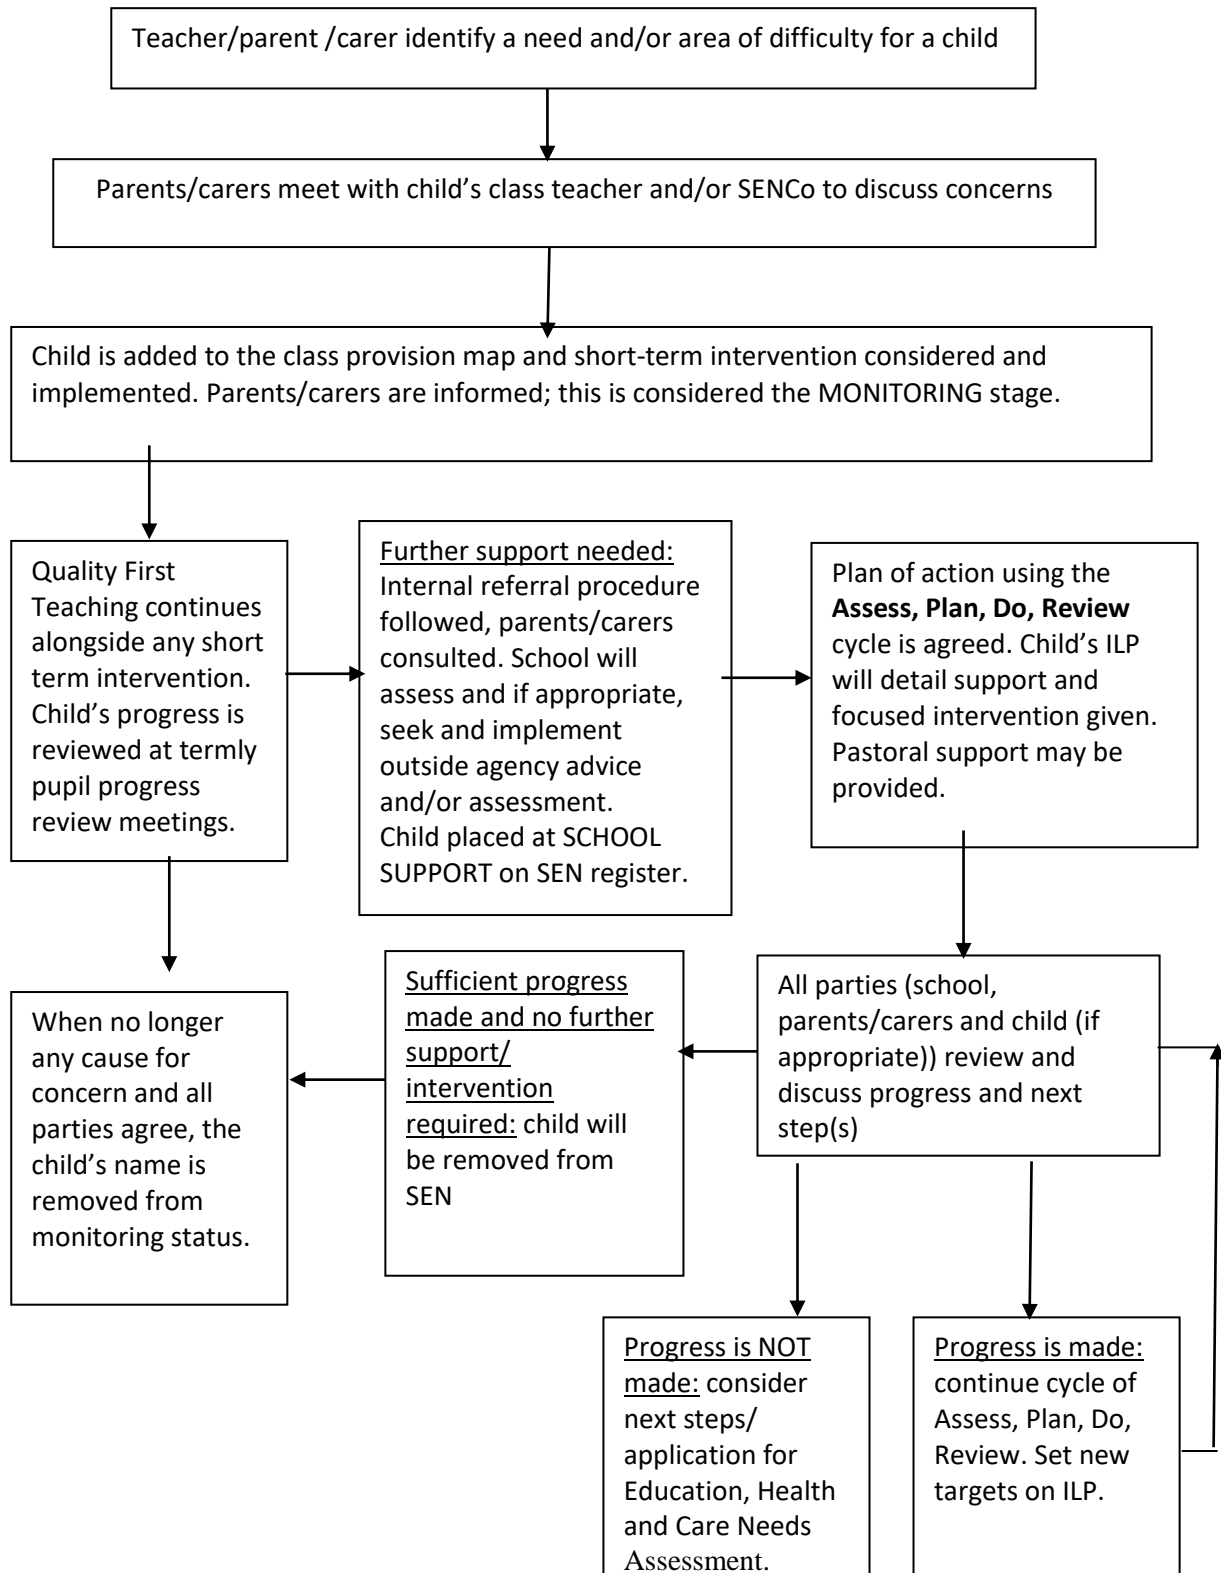 Teacher/parent /carer identify a need and/or area of difficulty for a child
Parents/carers meet with child’s class teacher and/or SENCo to discuss concerns
Child is added to the class provision map and short-term intervention considered and
implemented. Parents/carers are informed; this is considered the MONITORING stage.
Quality First
Teaching continues
alongside any short
term intervention.
Child’s progress is
reviewed at termly
pupil progress
review meetings.
Further support needed:
Internal referral procedure
followed, parents/carers
consulted. School will
assess and if appropriate,
seek and implement
outside agency advice
and/or assessment.
Child placed at SCHOOL
SUPPORT on SEN register.
Plan of action using the
Assess, Plan, Do, Review
cycle is agreed. Child’s ILP
will detail support and
focused intervention given.
Pastoral support may be
provided.
When no longer
any cause for
concern and all
parties agree, the
child’s name is
removed from
monitoring status.
Sufficient progress
made and no further
support/
intervention
required: child will
be removed from
SEN
All parties (school,
parents/carers and child (if
appropriate)) review and
discuss progress and next
step(s)
Progress is NOT
made: consider
next steps/
application for
Education, Health
and Care Needs
Assessment.
Progress is made:
continue cycle of
Assess, Plan, Do,
Review. Set new
targets on ILP.